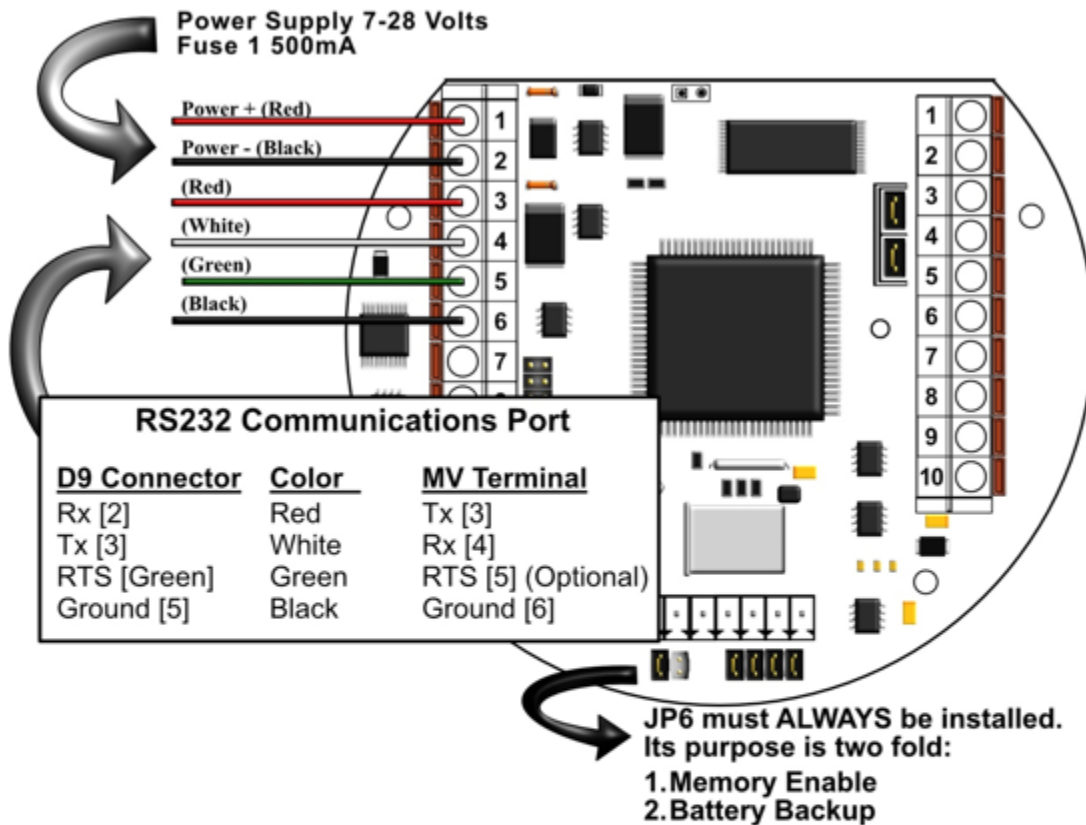 Power Supply 7-28 Volts
Fuse 1 500mA
Power + (Red)
Power - (Black)
(Red)
(White)
(Green)
(Black)
1
2
3
4
5
6
7
1
2
3
4
5
6
7
8
9
10
RS232 Communications Port
D9 Connector Color MV Terminal
Rx [2] Red Tx [3]
Tx [3] White Rx [4]
RTS [Green] Green RTS [5] (Optional)
Ground [5] Black Ground [6]
JP6 must ALWAYS be installed.
Its purpose is two fold:
1.Memory Enable
2.Battery Backup